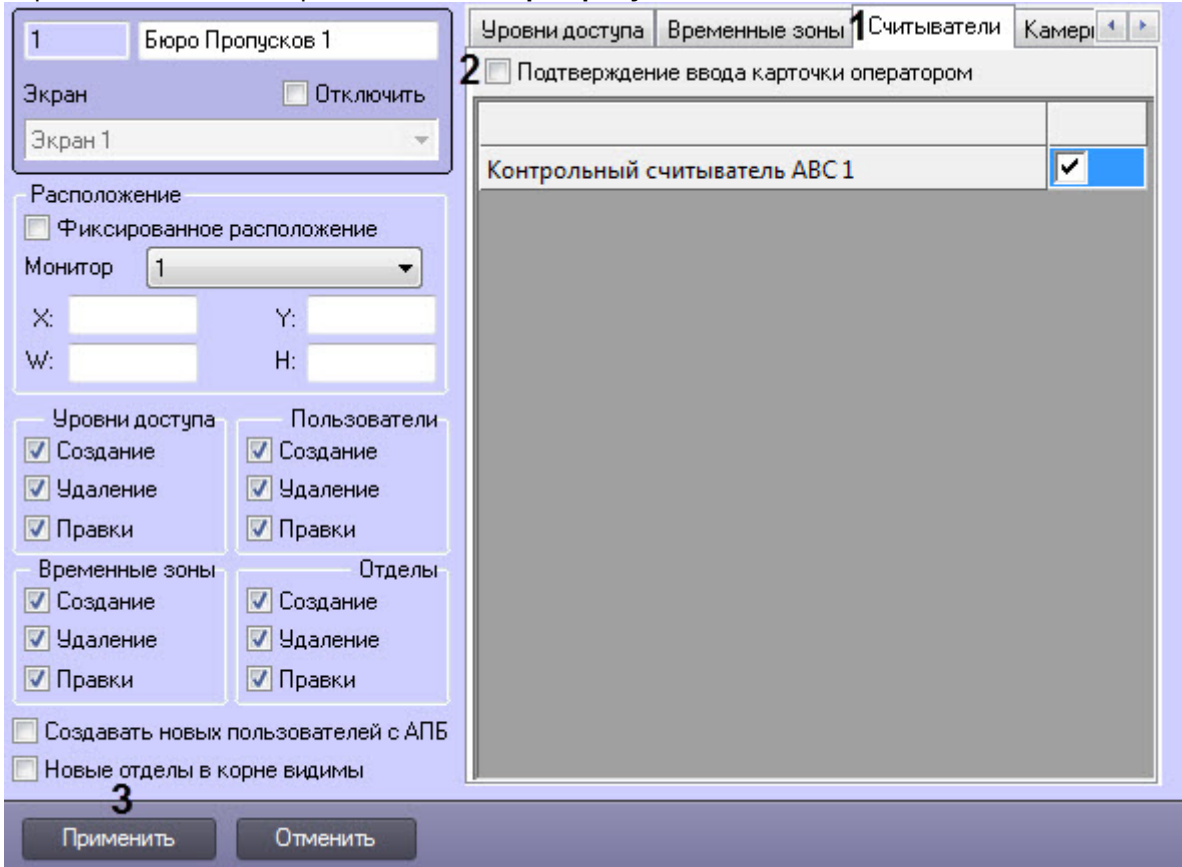 1 Бюро Пропусков 1
Экран Отключить
Экран 1
Расположение
Фиксированное расположение
Монитор 1
X: Y:
W: H:
Уровни доступа Пользователи
Создание Создание
Удаление Удаление
Правки Правки
Временные зоны Отделы
Создание Создание
Удаление Удаление
Правки Правки
Создавать новых пользователей с АПБ
Новые отделы в корне видимы
3
Применить Отменить
Уровни доступа Временные зоны 1 Считыватели Камеры
2 Подтверждение ввода карточки оператором
Контрольный считыватель ABC 1